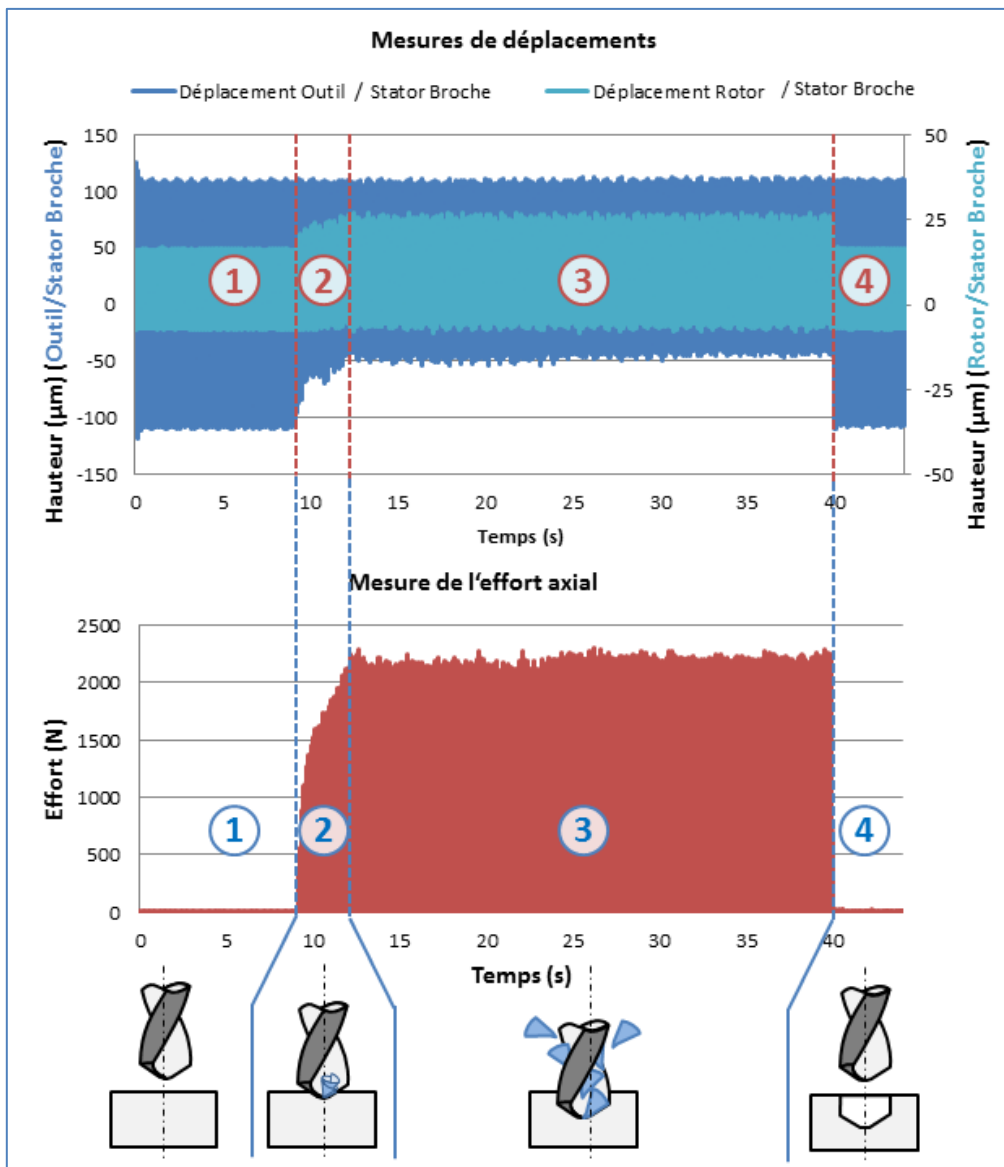 Mesures de déplacements
Déplacement Outil / Stator Broche
Déplacement Rotor / Stator Broche
Hauteur (µm) (Outil/Stator Broche)
150
100
50
0
-50
-100
-150
50
25
0
-25
-50
Hauteur (µm) (Rotor/Stator Broche)
1
2
3
4
0 5 10 15 20 25 30 35 40
Temps (s)
Mesure de l'effort axial
Effort (N)
2500
2000
1500
1000
500
0
1
2
3
4
0 5 10 15 20 25 30 35 40
Temps (s)